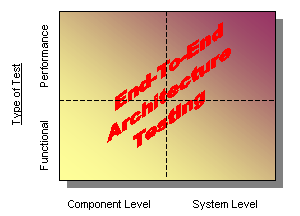 Type of Test
Performance
Functional
End-To-End
Architecture
Testing
Component Level
System Level